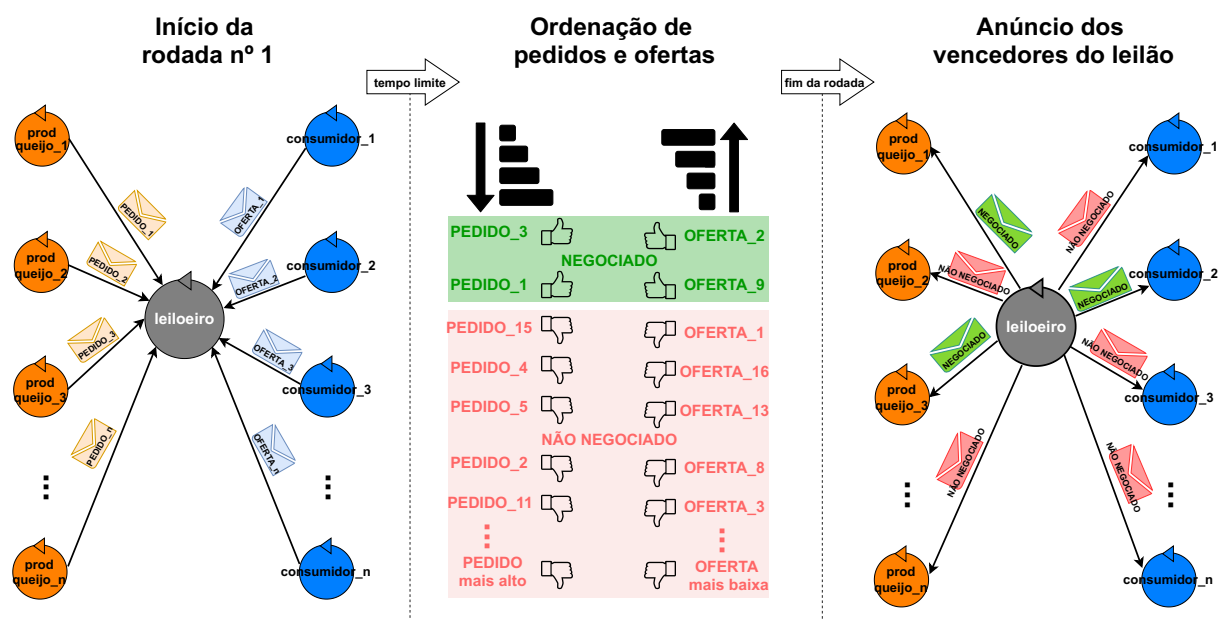 Início da
rodada nº 1
prod
queijo_1
consumidor_1
PEDIDO_1
OFERTA_1
prod
queijo_2
consumidor_2
PEDIDO_2
OFERTA_2
leiloeiro
PEDIDO_3
OFERTA_3
prod
queijo_3
consumidor_3
PEDIDO_n
OFERTA_n
prod
queijo_n
consumidor_n
tempo limite
Ordenação de
pedidos e ofertas
PEDIDO_3
OFERTA_2
NEGOCIADO
PEDIDO_1
OFERTA_9
PEDIDO_15
OFERTA_1
PEDIDO_4
OFERTA_16
PEDIDO_5
OFERTA_13
NÃO NEGOCIADO
PEDIDO_2
OFERTA_8
PEDIDO_11
OFERTA_3
PEDIDO
mais alto
OFERTA
mais baixa
fim da rodada
Anúncio dos
vencedores do leilão
prod
queijo_1
consumidor_1
NEGOCIADO
NÃO NEGOCIADO
prod
queijo_2
consumidor_2
NÃO NEGOCIADO
NEGOCIADO
leiloeiro
NEGOCIADO
NÃO NEGOCIADO
prod
queijo_3
consumidor_3
NÃO NEGOCIADO
NÃO NEGOCIADO
prod
queijo_n
consumidor_n